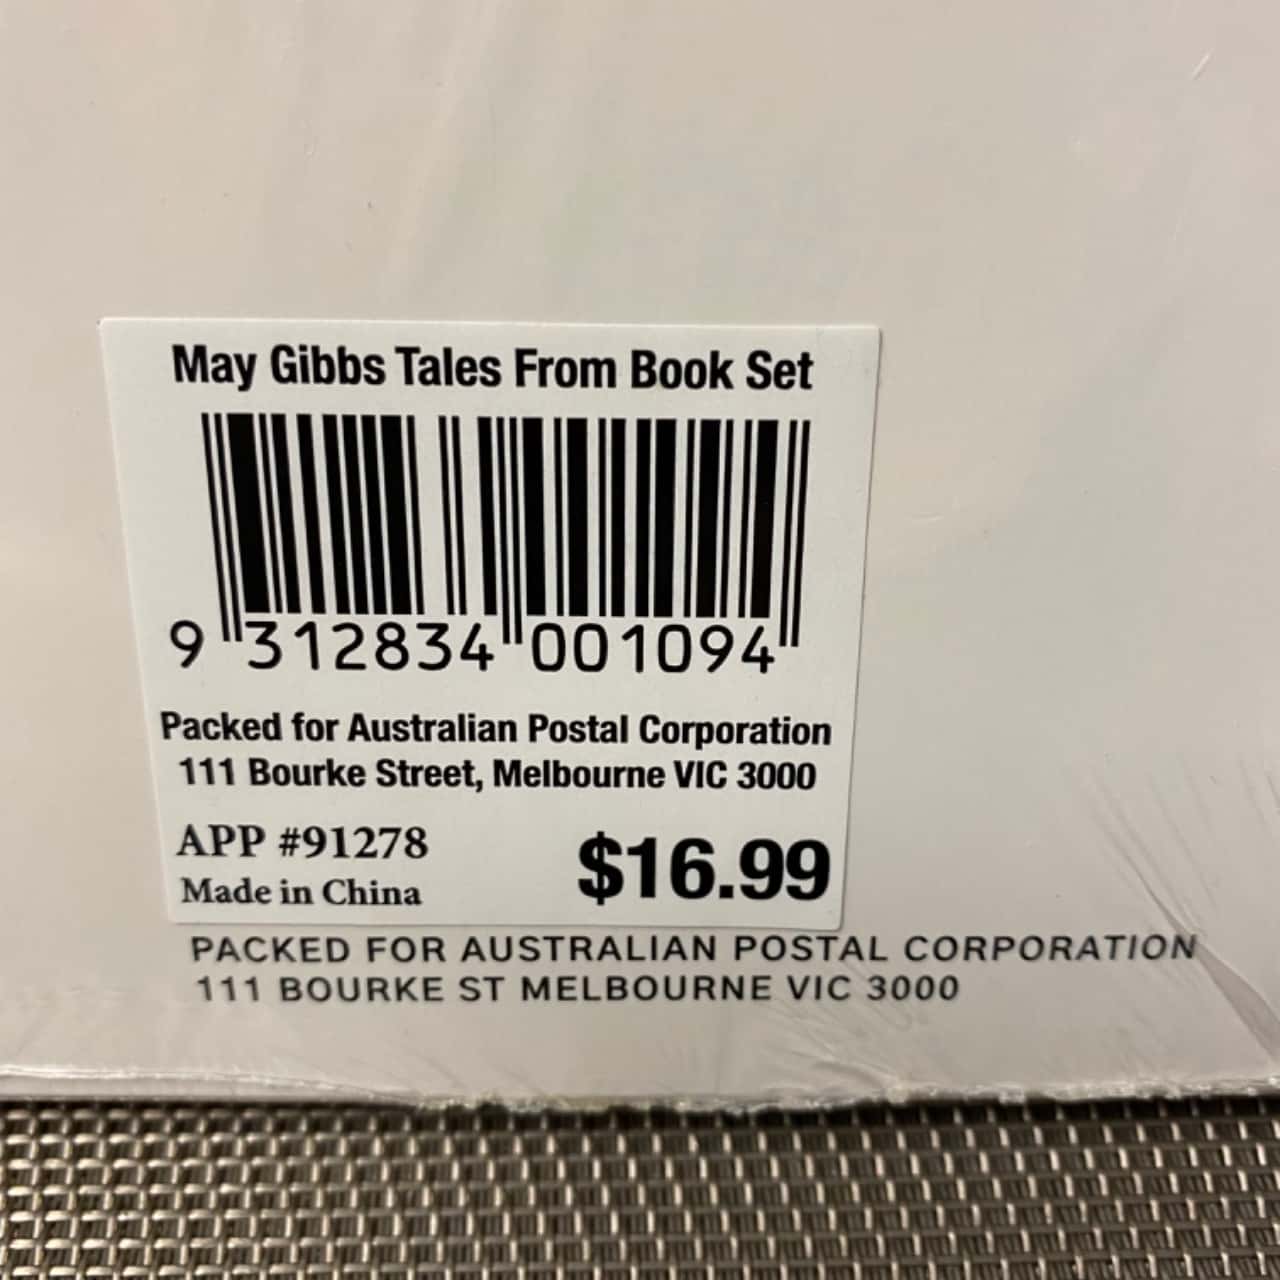 May Gibbs Tales From Book Set
9 312834 001094
Packed for Australian Postal Corporation
111 Bourke Street, Melbourne VIC 3000
APP #91278
$16.99
Made in China
PACKED FOR AUSTRALIAN POSTAL CORPORATION
111 BOURKE ST MELBOURNE VIC 3000